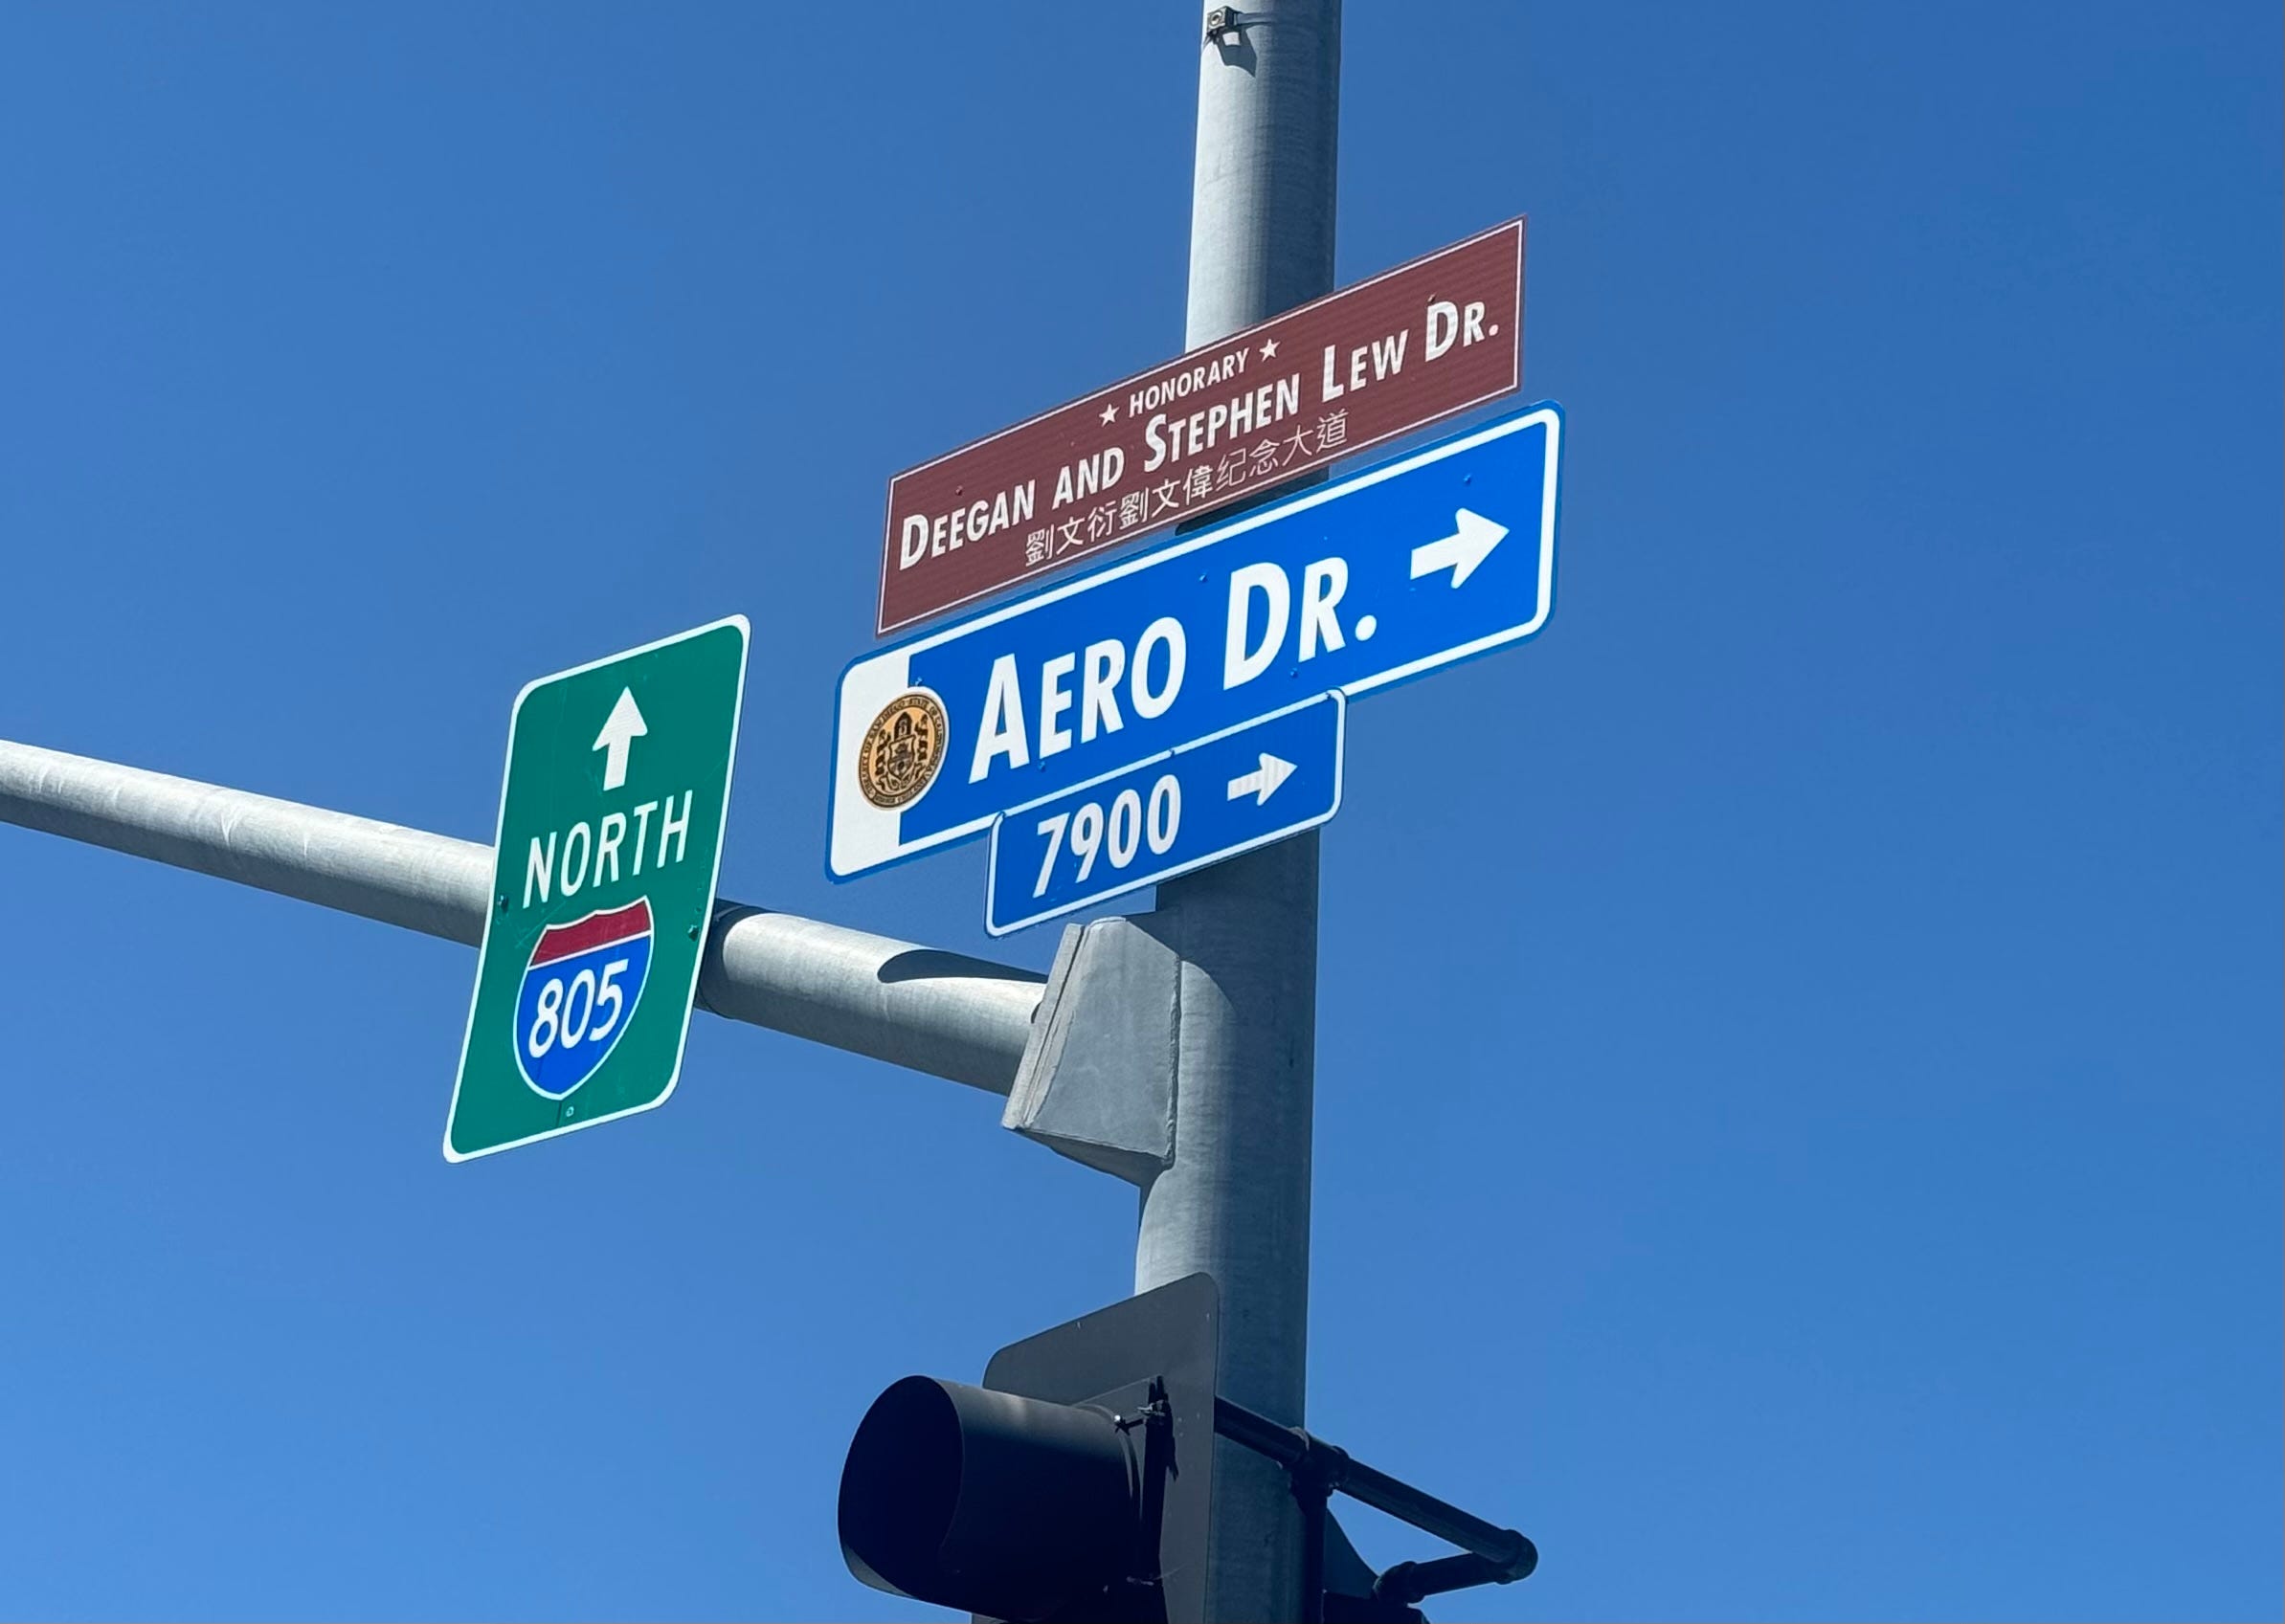 ★ HONORARY ★
DEEGAN AND STEPHEN LEW DR.
劉文衍劉文偉纪念大道
AERO DR.
7900
NORTH
805